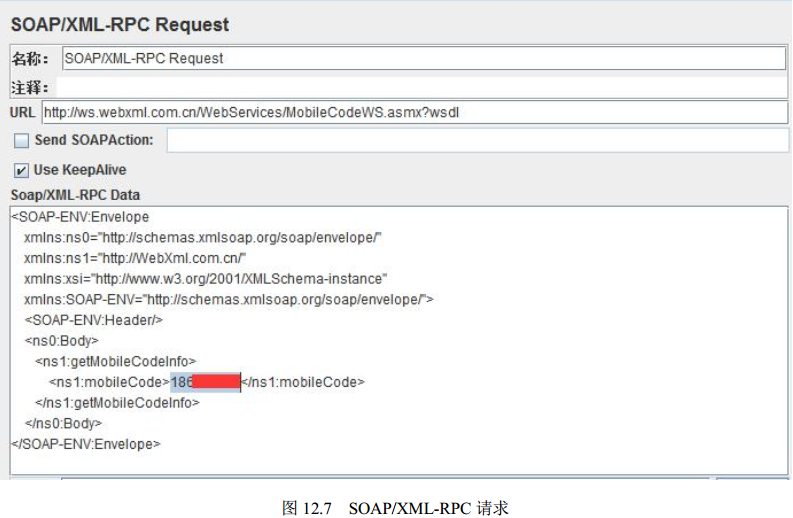 SOAP/XML-RPC Request
名称： SOAP/XML-RPC Request
注释：
URL http://ws.webxml.com.cn/WebServices/MobileCodeWS.asmx?wsdl
Send SOAPAction:
Use KeepAlive
Soap/XML-RPC Data
<SOAP-ENV:Envelope
xmlns:ns0="http://schemas.xmlsoap.org/soap/envelope/"
xmlns:ns1="http://WebXml.com.cn/"
xmlns:xsi="http://www.w3.org/2001/XMLSchema-instance"
xmlns:SOAP-ENV="http://schemas.xmlsoap.org/soap/envelope/">
<SOAP-ENV:Header/>
<ns0:Body>
<ns1:getMobileCodeInfo>
<ns1:mobileCode>186</ns1:mobileCode>
</ns1:getMobileCodeInfo>
</ns0:Body>
</SOAP-ENV:Envelope>
图 12.7 SOAP/XML-RPC 请求